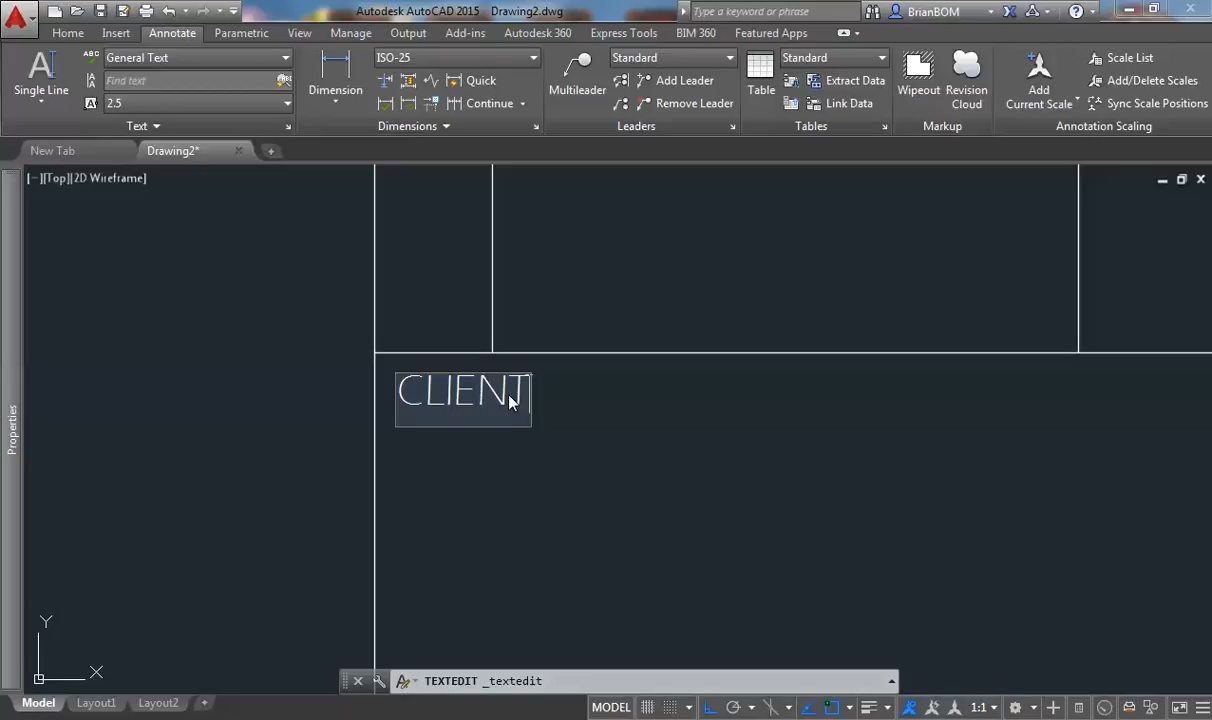 Autodesk AutoCAD 2015 Drawing2.dwg
Type a keyword or phrase
BrianBOM
Home Insert Annotate Parametric View Manage Output Add-ins Autodesk 360 Express Tools BIM 360 Featured Apps
General Text
ISO-25
Standard
Standard
Scale List
Find text
Quick
Add Leader
Extract Data
Add/Delete Scales
Single Line
Dimension
Multileader
Table
Wipeout
Revision
Cloud
Add
Current Scale
2.5
Continue
Remove Leader
Link Data
Sync Scale Positions
Text
Dimensions
Leaders
Tables
Markup
Annotation Scaling
New Tab
Drawing2*
[−][Top][2D Wireframe]
CLIENT
Properties
Y
X
TEXTEDIT _textedit
Model Layout1 Layout2 +
MODEL
1:1